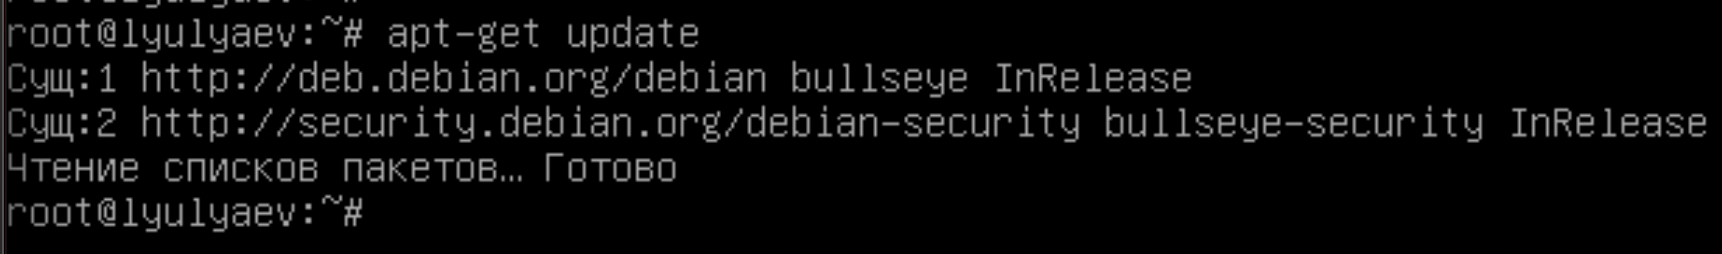 root@lyulyaev:~# apt-get update
Сущ:1 http://deb.debian.org/debian bullseye InRelease
Сущ:2 http://security.debian.org/debian-security bullseye-security InRelease
Чтение списков пакетов… Готово
root@lyulyaev:~#